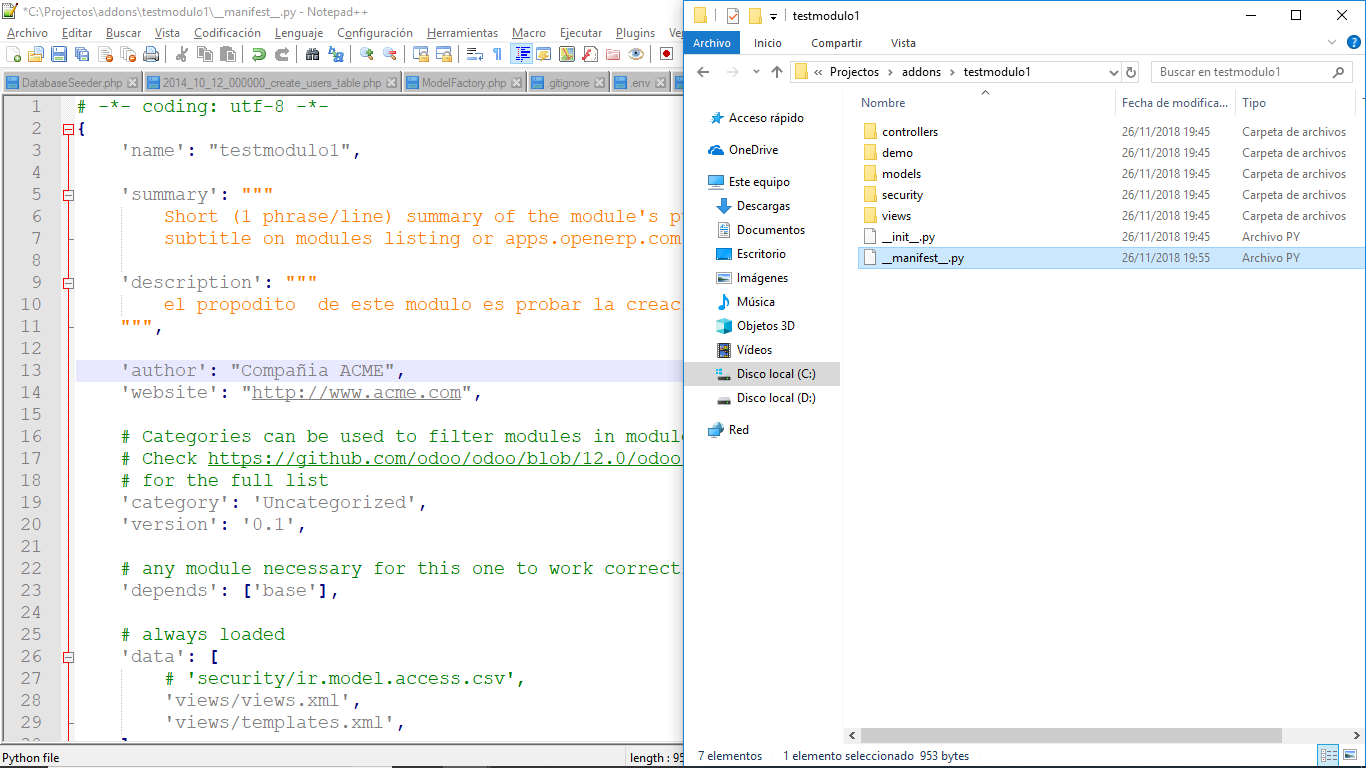 *C:\Projectos\addons\testmodulo1\__manifest__.py - Notepad++
Archivo Editar Buscar Vista Codificación Lenguaje Configuración Herramientas Macro Ejecutar Plugins
DatabaseSeeder.php 2014_10_12_000000_create_users_table.php ModelFactory.php .gitignore .env
1 # -*- coding: utf-8 -*-
2 {
3 'name': "testmodulo1",
4
5 'summary': """
6 Short (1 phrase/line) summary of the module's
7 subtitle on modules listing or apps.openerp.com
8
9 'description': """
10 el propodito  de este modulo es probar la
11 """,
12
13 'author': "Compañia ACME",
14 'website': "http://www.acme.com",
15
16 # Categories can be used to filter modules in
17 # Check https://github.com/odoo/odoo/blob/12.0/odoo
18 # for the full list
19 'category': 'Uncategorized',
20 'version': '0.1',
21
22 # any module necessary for this one to work
23 'depends': ['base'],
24
25 # always loaded
26 'data': [
27 # 'security/ir.model.access.csv',
28 'views/views.xml',
29 'views/templates.xml',
Python file length : 95
testmodulo1
Archivo Inicio Compartir Vista
« Projectos > addons > testmodulo1 Buscar en testmodulo1
Nombre Fecha de modifica... Tipo
Acceso rápido
OneDrive
Este equipo
Descargas
Documentos
Escritorio
Imágenes
Música
Objetos 3D
Vídeos
Disco local (C:)
Disco local (D:)
Red
controllers 26/11/2018 19:45 Carpeta de archivos
demo 26/11/2018 19:45 Carpeta de archivos
models 26/11/2018 19:45 Carpeta de archivos
security 26/11/2018 19:45 Carpeta de archivos
views 26/11/2018 19:45 Carpeta de archivos
__init__.py 26/11/2018 19:45 Archivo PY
__manifest__.py 26/11/2018 19:55 Archivo PY
7 elementos 1 elemento seleccionado 953 bytes